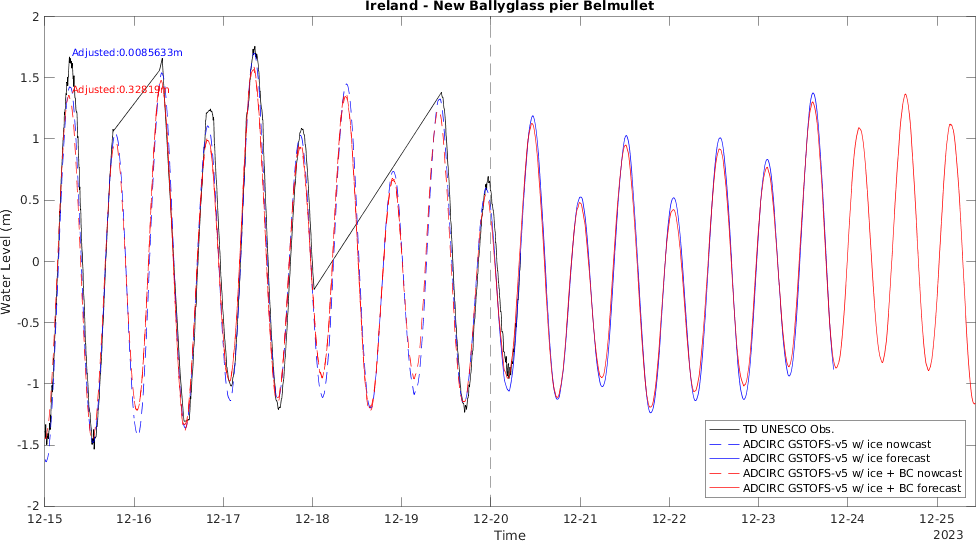 Ireland - New Ballyglass pier Belmullet
Adjusted:0.0085633m
Adjusted:0.32819m
Water Level (m)
2
1.5
1
0.5
0
-0.5
-1
-1.5
-2
12-15 12-16 12-17 12-18 12-19 12-20 12-21 12-22 12-23 12-24 12-25
Time
2023
TD UNESCO Obs.
ADCIRC GSTOFS-v5 w/ ice nowcast
ADCIRC GSTOFS-v5 w/ ice forecast
ADCIRC GSTOFS-v5 w/ ice + BC nowcast
ADCIRC GSTOFS-v5 w/ ice + BC forecast